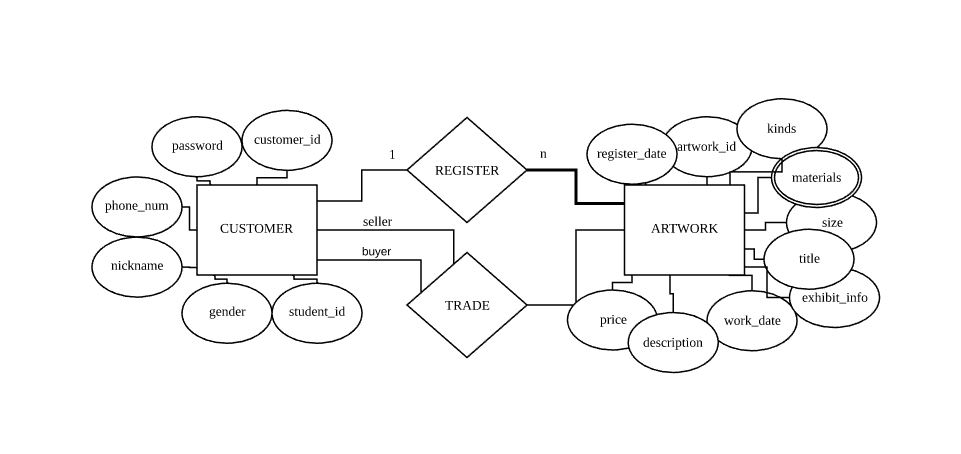 kinds
password
customer_id
1
n
register_date
artwork_id
REGISTER
materials
phone_num
CUSTOMER
seller
ARTWORK
size
buyer
nickname
title
TRADE
exhibit_info
gender
student_id
price
work_date
description